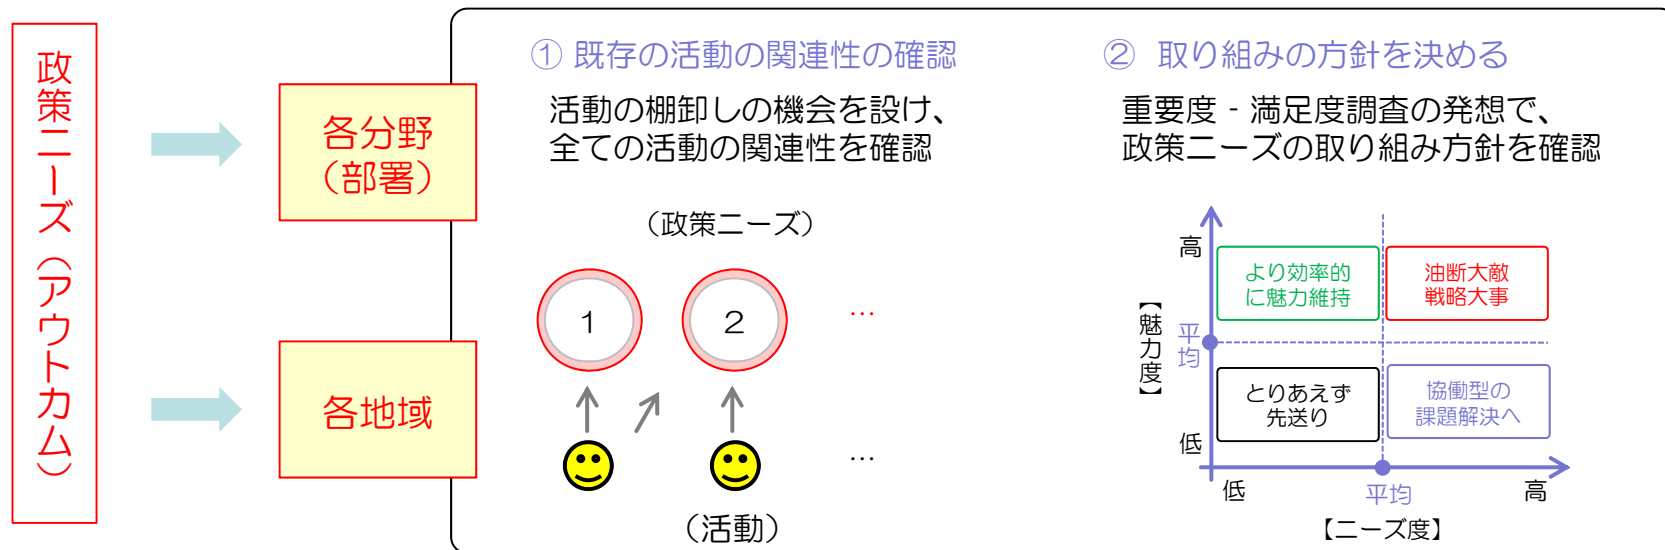 政策ニーズ（アウトカム）
各分野
（部署）
各地域
① 既存の活動の関連性の確認
活動の棚卸しの機会を設け、
全ての活動の関連性を確認
（政策ニーズ）
1
2
…
…
（活動）
② 取り組みの方針を決める
重要度 - 満足度調査の発想で、
政策ニーズの取り組み方針を確認
高
【魅力度】
平均
低
より効率的
に魅力維持
油断大敵
戦略大事
とりあえず
先送り
協働型の
課題解決へ
低
平均
高
【ニーズ度】